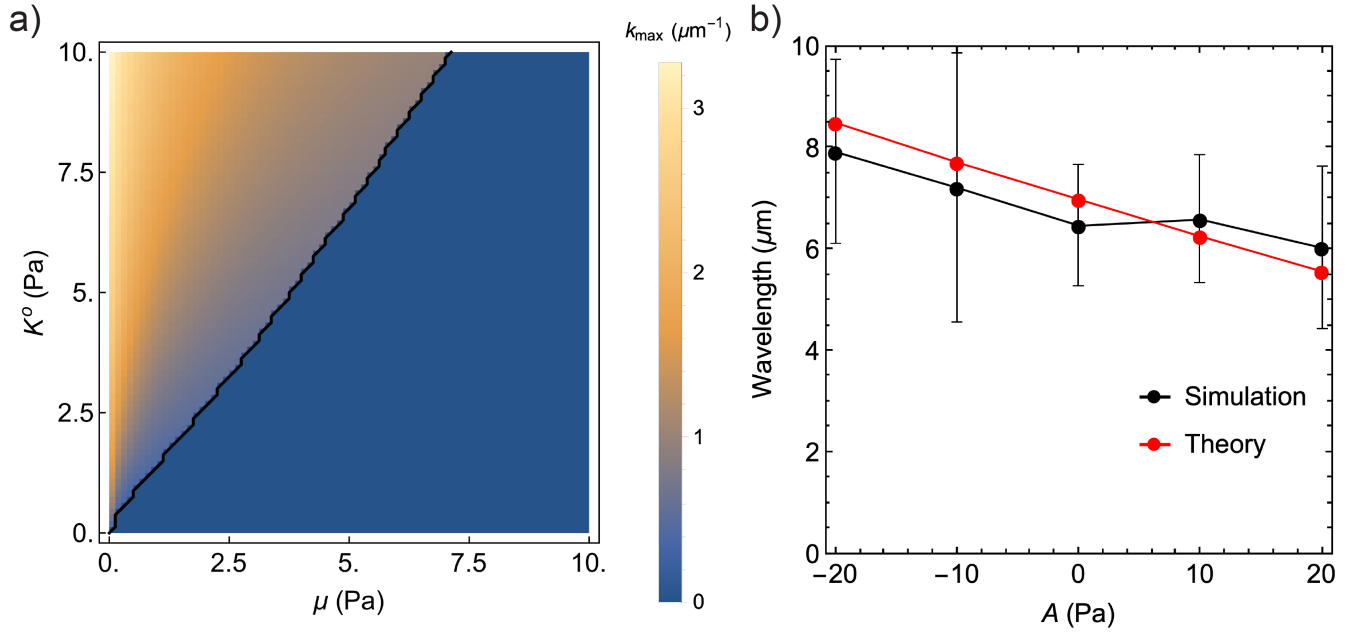 a)
k_max (μm⁻¹)
10.
7.5
5.
2.5
0.
K^o (Pa)
0.
2.5
5.
7.5
10.
μ (Pa)
3
2
1
0
b)
10
8
6
4
2
0
Wavelength (μm)
Simulation
Theory
−20
−10
0
10
20
A (Pa)